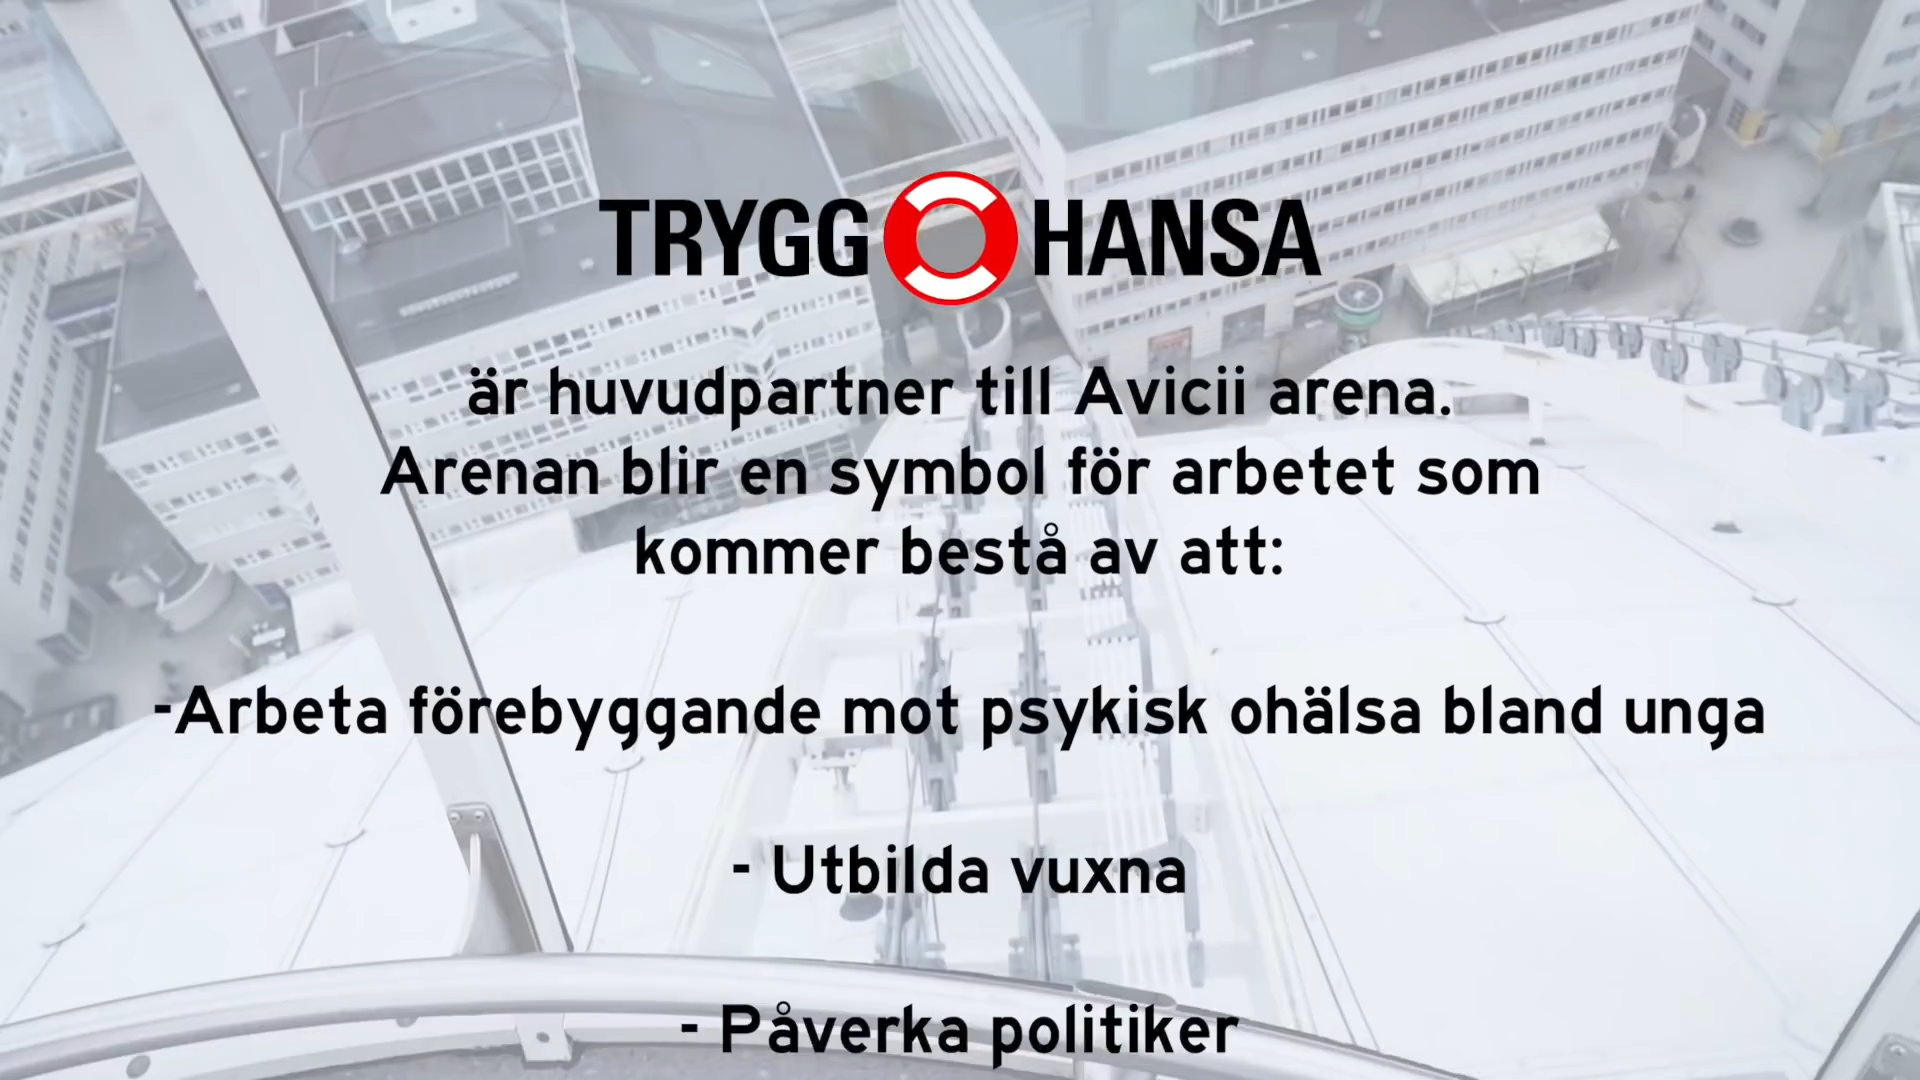 TRYGG HANSA
är huvudpartner till Avicii arena.
Arenan blir en symbol för arbetet som
kommer bestå av att:
-Arbeta förebyggande mot psykisk ohälsa bland unga
- Utbilda vuxna
- Påverka politiker